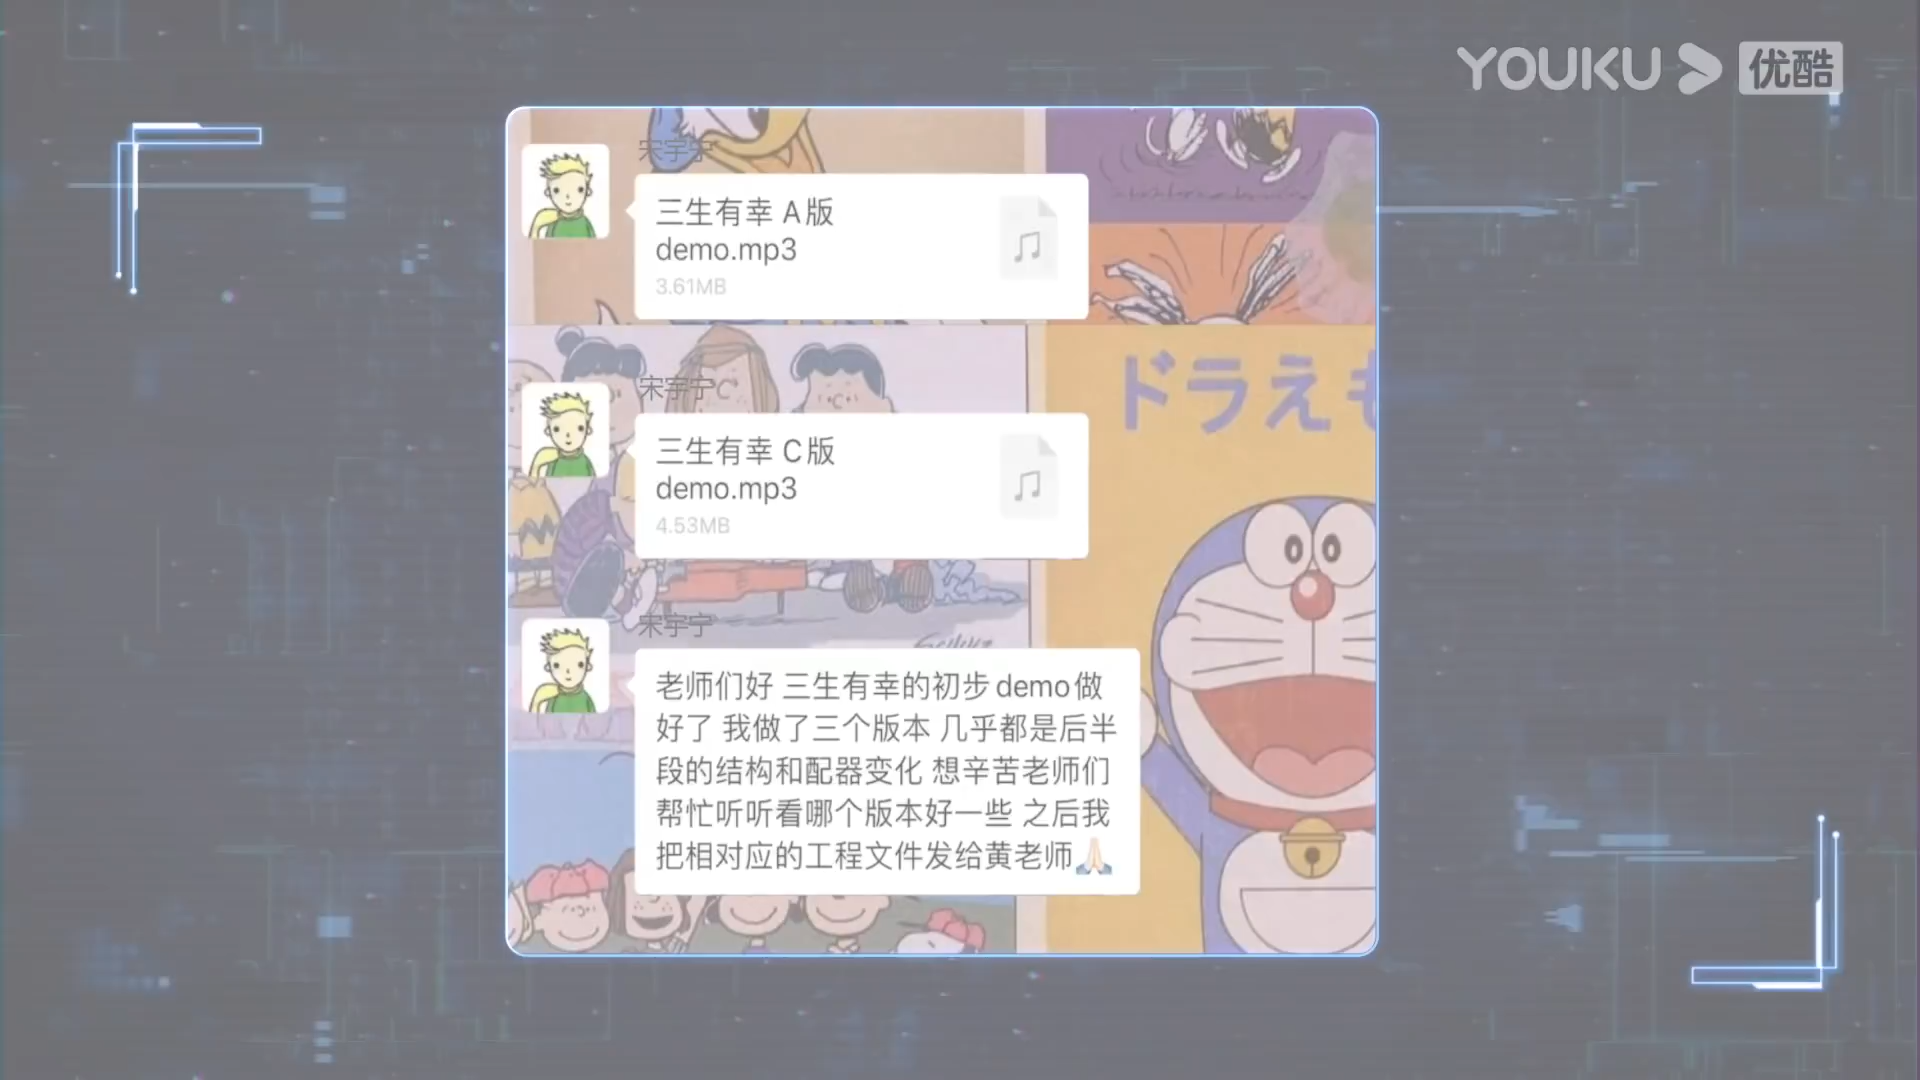 YOUKU 优酷
宋宇宁
三生有幸 A版
demo.mp3
3.61MB
宋宇宁C
三生有幸 C版
demo.mp3
4.53MB
ドラえも
宋宇宁
老师们好 三生有幸的初步demo做
好了 我做了三个版本 几乎都是后半
段的结构和配器变化 想辛苦老师们
帮忙听听看哪个版本好一些 之后我
把相对应的工程文件发给黄老师🙏🏻